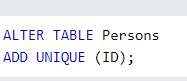 ALTER TABLE Persons
ADD UNIQUE (ID);